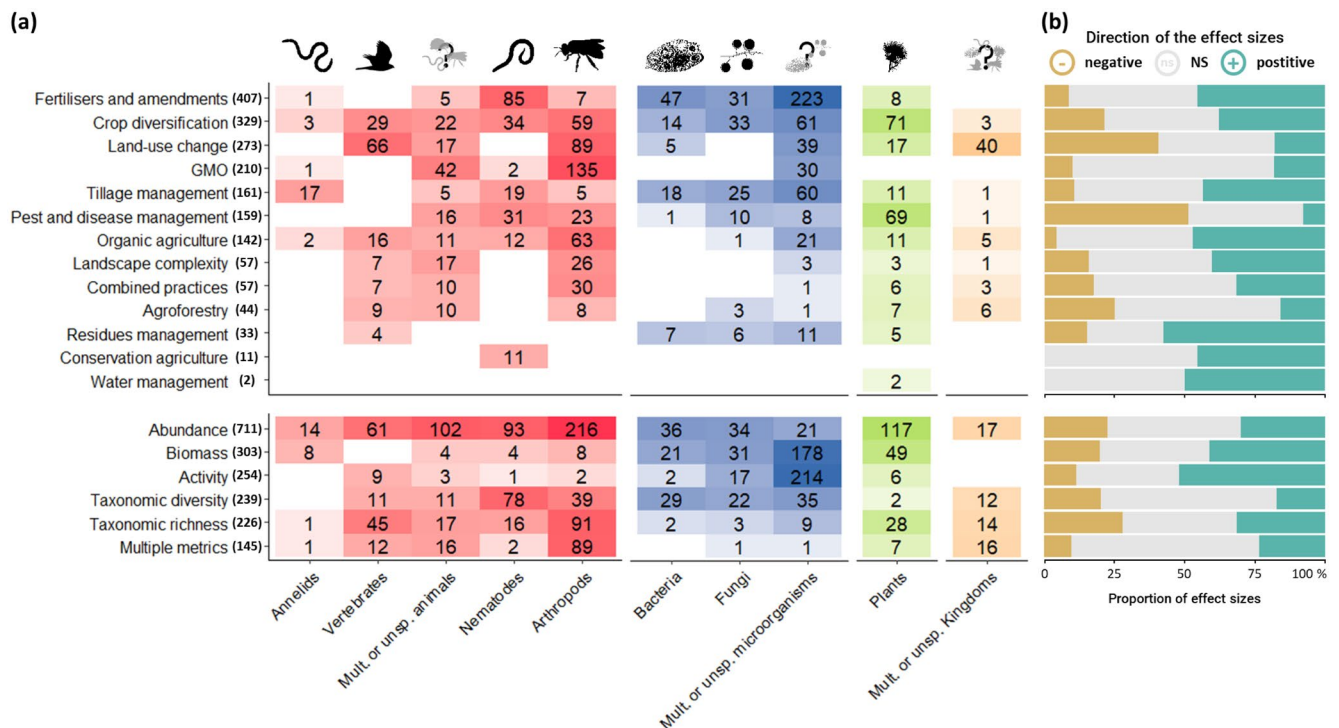 (a)
(b)
Direction of the effect sizes
- negative ns NS + postitive
Fertilisers and amendments (407) 1 5 85 7 47 31 223 8
Crop diversification (329) 3 29 22 34 59 14 33 61 71 3
Land-use change (273) 66 17 89 5 39 17 40
GMO (210) 1 42 2 135 30
Tillage management (161) 17 5 19 5 18 25 60 11 1
Pest and disease management (159) 16 31 23 1 10 8 69 1
Organic agriculture (142) 2 16 11 12 63 1 21 11 5
Landscape complexity (57) 7 17 26 3 3 1
Combined practices (57) 7 10 30 1 6 3
Agroforestry (44) 9 10 8 3 1 7 6
Residues management (33) 4 7 6 11 5
Conservation agriculture (11) 11
Water management (2) 2
Abundance (711) 14 61 102 93 216 36 34 21 117 17
Biomass (303) 8 4 4 8 21 31 178 49
Activity (254) 9 3 1 2 2 17 214 6
Taxonomic diversity (239) 11 11 78 39 29 22 35 2 12
Taxonomic richness (226) 1 45 17 16 91 2 3 9 28 14
Multiple metrics (145) 1 12 16 2 89 1 1 7 16
Annelids
Vertebrates
Mult. or unsp. animals
Nematodes
Arthropods
Bacteria
Fungi
Mult. or unsp. microorganisms
Plants
Mult. or unsp. Kingdoms
0 25 50 75 100 %
Proportion of effect sizes